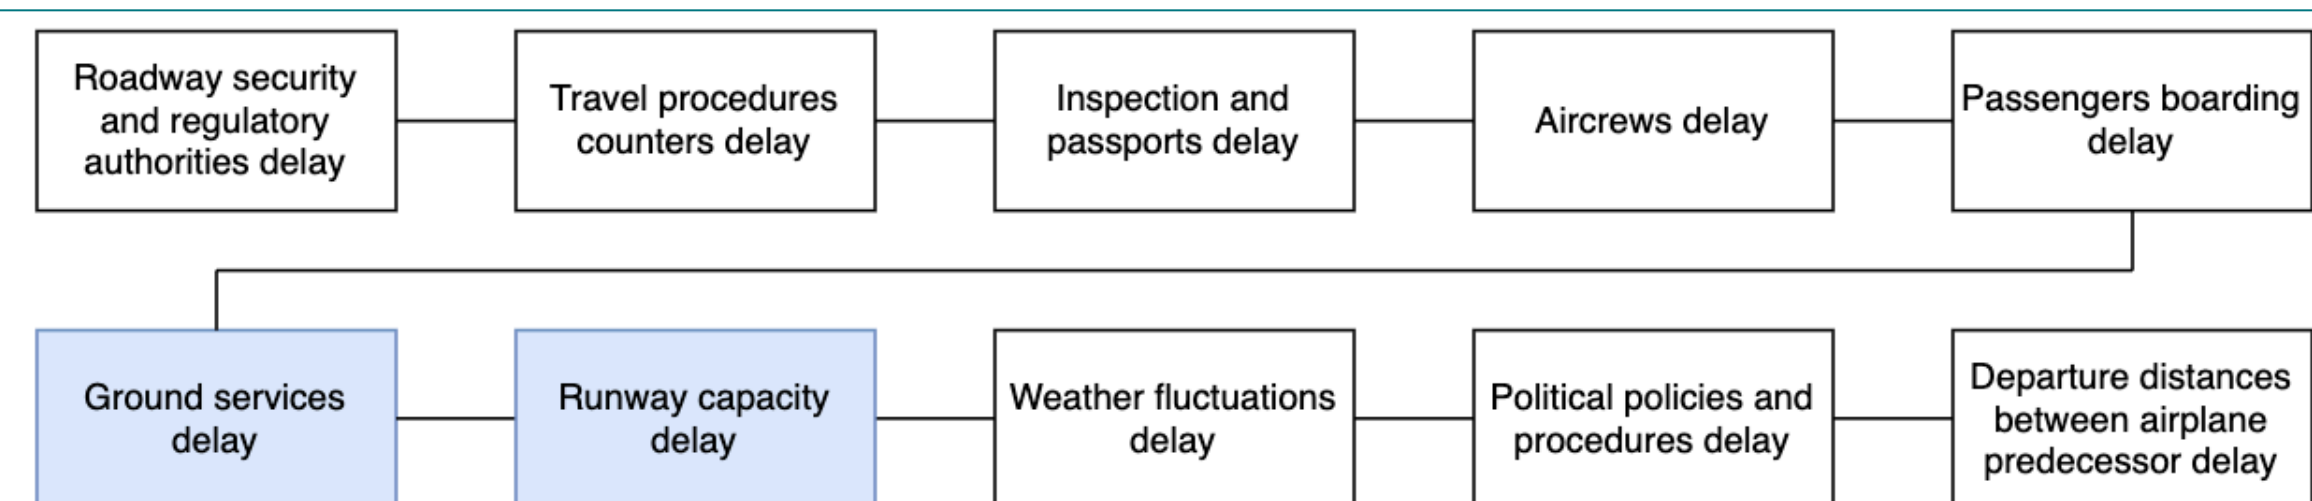 Roadway security
and regulatory
authorities delay
Travel procedures
counters delay
Inspection and
passports delay
Aircrews delay
Passengers boarding
delay
Ground services
delay
Runway capacity
delay
Weather fluctuations
delay
Political policies and
procedures delay
Departure distances
between airplane
predecessor delay